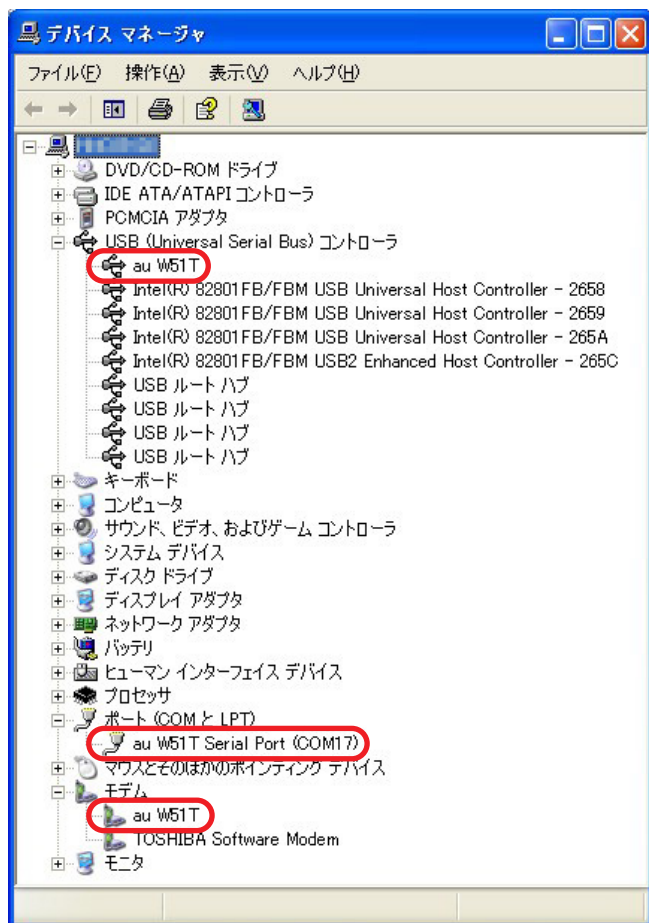 デバイス マネージャ
ファイル(F) 操作(A) 表示(V) ヘルプ(H)
DVD/CD-ROM ドライブ
IDE ATA/ATAPI コントローラ
PCMCIA アダプタ
USB (Universal Serial Bus) コントローラ
au W51T
Intel(R) 82801FB/FBM USB Universal Host Controller - 2658
Intel(R) 82801FB/FBM USB Universal Host Controller - 2659
Intel(R) 82801FB/FBM USB Universal Host Controller - 265A
Intel(R) 82801FB/FBM USB2 Enhanced Host Controller - 265C
USB ルート ハブ
USB ルート ハブ
USB ルート ハブ
USB ルート ハブ
キーボード
コンピュータ
サウンド、ビデオ、およびゲーム コントローラ
システム デバイス
ディスク ドライブ
ディスプレイ アダプタ
ネットワーク アダプタ
バッテリ
ヒューマン インターフェイス デバイス
プロセッサ
ポート (COM と LPT)
au W51T Serial Port (COM17)
マウスとそのほかのポインティング デバイス
モデム
au W51T
TOSHIBA Software Modem
モニタ